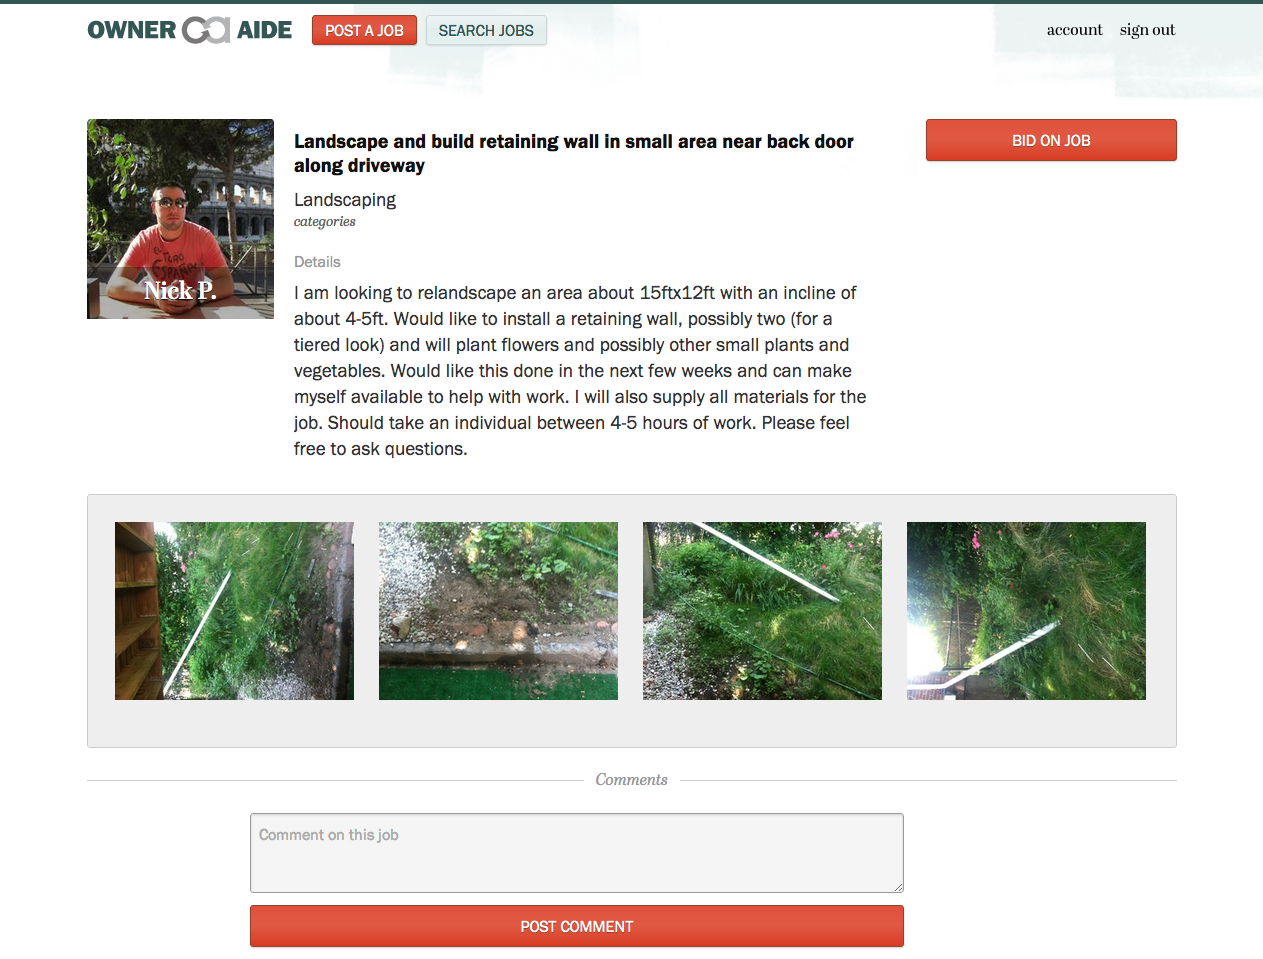 OWNER AIDE
POST A JOB
SEARCH JOBS
account
sign out
Landscape and build retaining wall in small area near back door
along driveway
BID ON JOB
Landscaping
categories
EL TORO
ESPAÑA
Nick P.
Details
I am looking to relandscape an area about 15ftx12ft with an incline of
about 4-5ft. Would like to install a retaining wall, possibly two (for a
tiered look) and will plant flowers and possibly other small plants and
vegetables. Would like this done in the next few weeks and can make
myself available to help with work. I will also supply all materials for the
job. Should take an individual between 4-5 hours of work. Please feel
free to ask questions.
Comments
Comment on this job
POST COMMENT